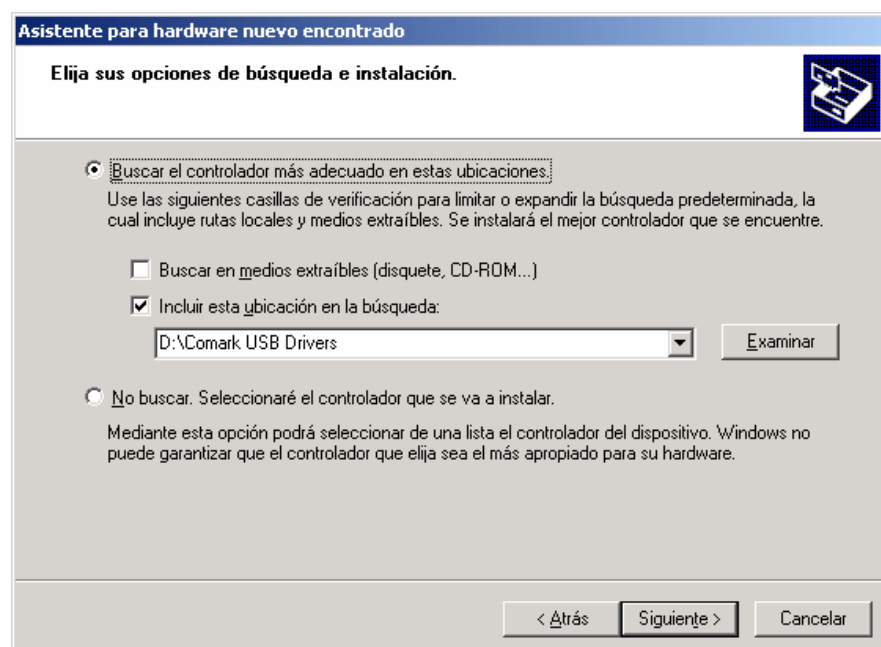 Asistente para hardware nuevo encontrado
Elija sus opciones de búsqueda e instalación.
Buscar el controlador más adecuado en estas ubicaciones.
Use las siguientes casillas de verificación para limitar o expandir la búsqueda predeterminada, la
cual incluye rutas locales y medios extraíbles. Se instalará el mejor controlador que se encuentre.
Buscar en medios extraíbles (disquete, CD-ROM...)
Incluir esta ubicación en la búsqueda:
D:\Comark USB Drivers
Examinar
No buscar. Seleccionaré el controlador que se va a instalar.
Mediante esta opción podrá seleccionar de una lista el controlador del dispositivo. Windows no
puede garantizar que el controlador que elija sea el más apropiado para su hardware.
< Atrás Siguiente > Cancelar